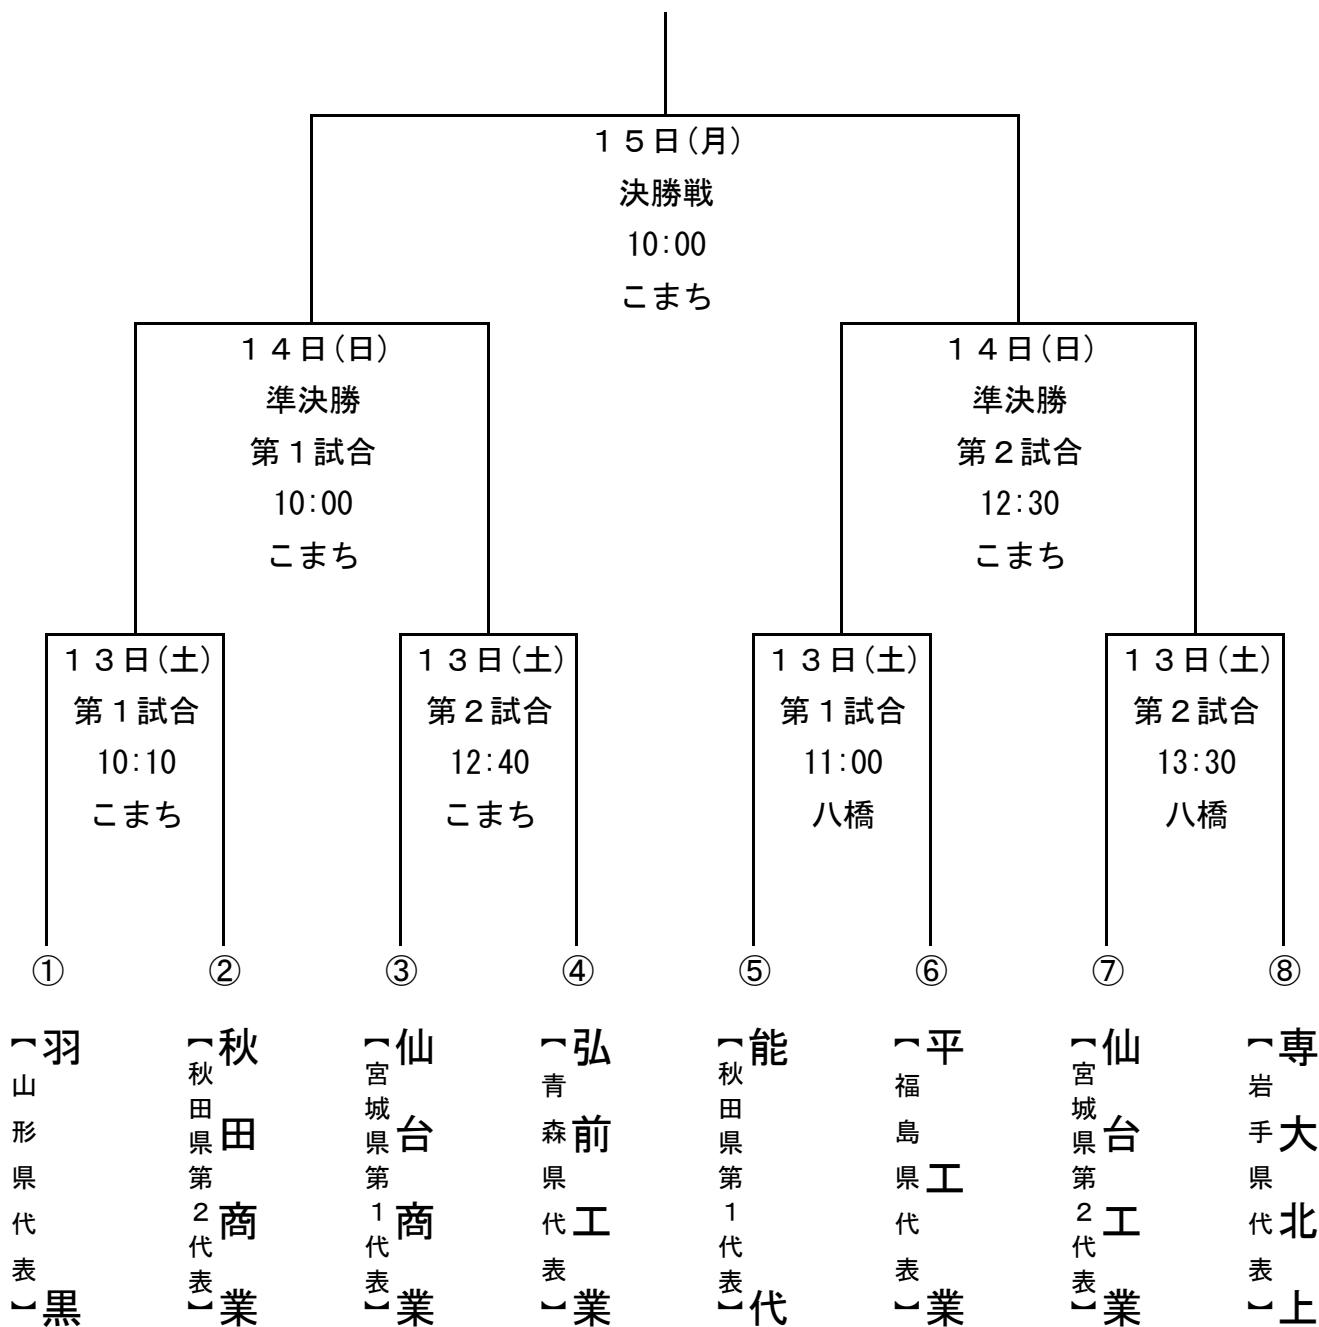 １５日(月)
決勝戦
10:00
こまち
１４日(日)
準決勝
第１試合
10:00
こまち
１４日(日)
準決勝
第２試合
12:30
こまち
１３日(土)
第１試合
10:10
こまち
１３日(土)
第２試合
12:40
こまち
１３日(土)
第１試合
11:00
八橋
１３日(土)
第２試合
13:30
八橋
①
羽黒
【山形県代表】
②
秋田商業
【秋田県第２代表】
③
仙台商業
【宮城県第１代表】
④
弘前工業
【青森県代表】
⑤
能代
【秋田県第１代表】
⑥
平工業
【福島県代表】
⑦
仙台工業
【宮城県第２代表】
⑧
専大北上
【岩手県代表】